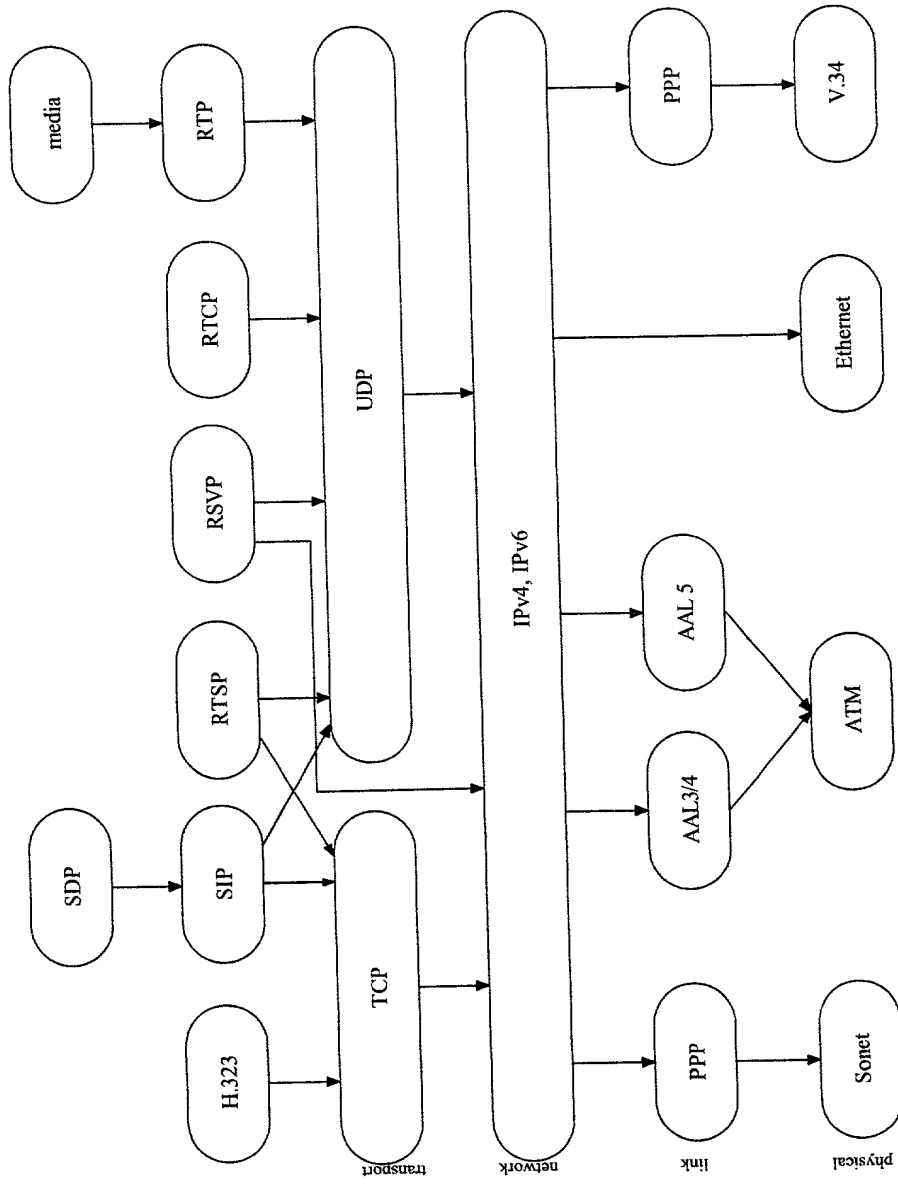 media
SDP
H.323
SIP
RTSP
RSVP
RTCP
RTP
transport
TCP
UDP
network
IPv4, IPv6
link
PPP
AAL3/4
AAL 5
PPP
physical
Sonet
ATM
Ethernet
V.34